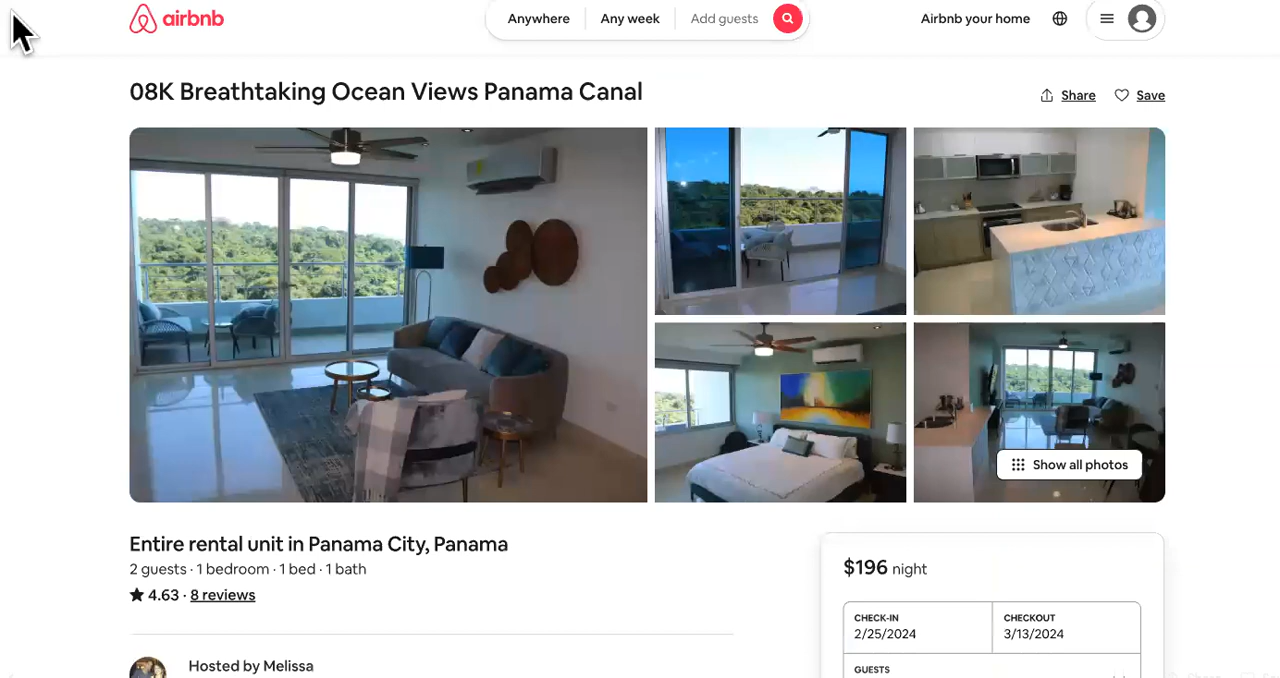 airbnb
Anywhere Any week Add guests
Airbnb your home
08K Breathtaking Ocean Views Panama Canal
Share Save
Show all photos
Entire rental unit in Panama City, Panama
2 guests · 1 bedroom · 1 bed · 1 bath
4.63 · 8 reviews
$196 night
CHECK-IN CHECKOUT
2/25/2024 3/13/2024
GUESTS
Hosted by Melissa